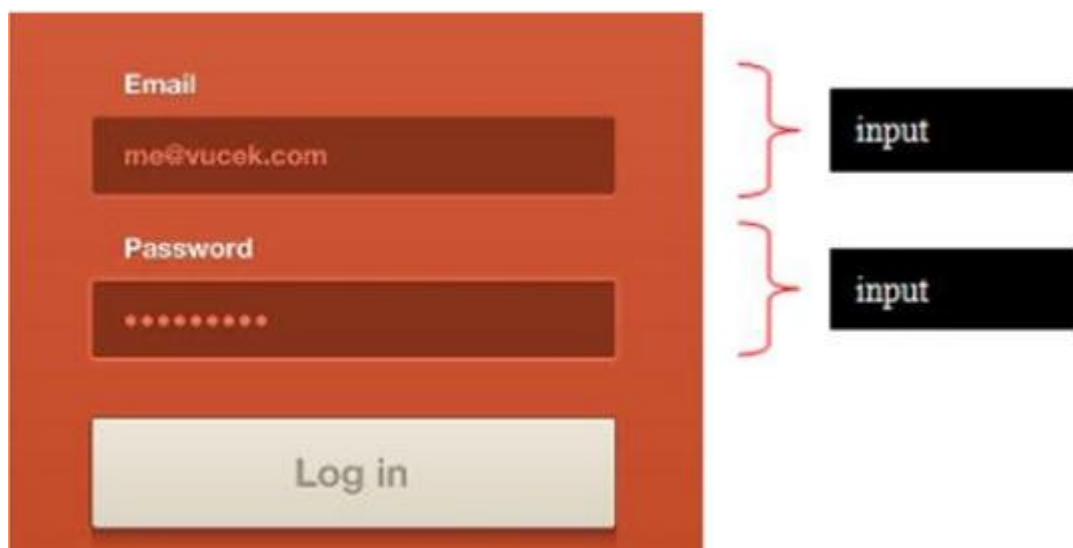 Email
me@vucek.com
input
Password
•••••••••
input
Log in